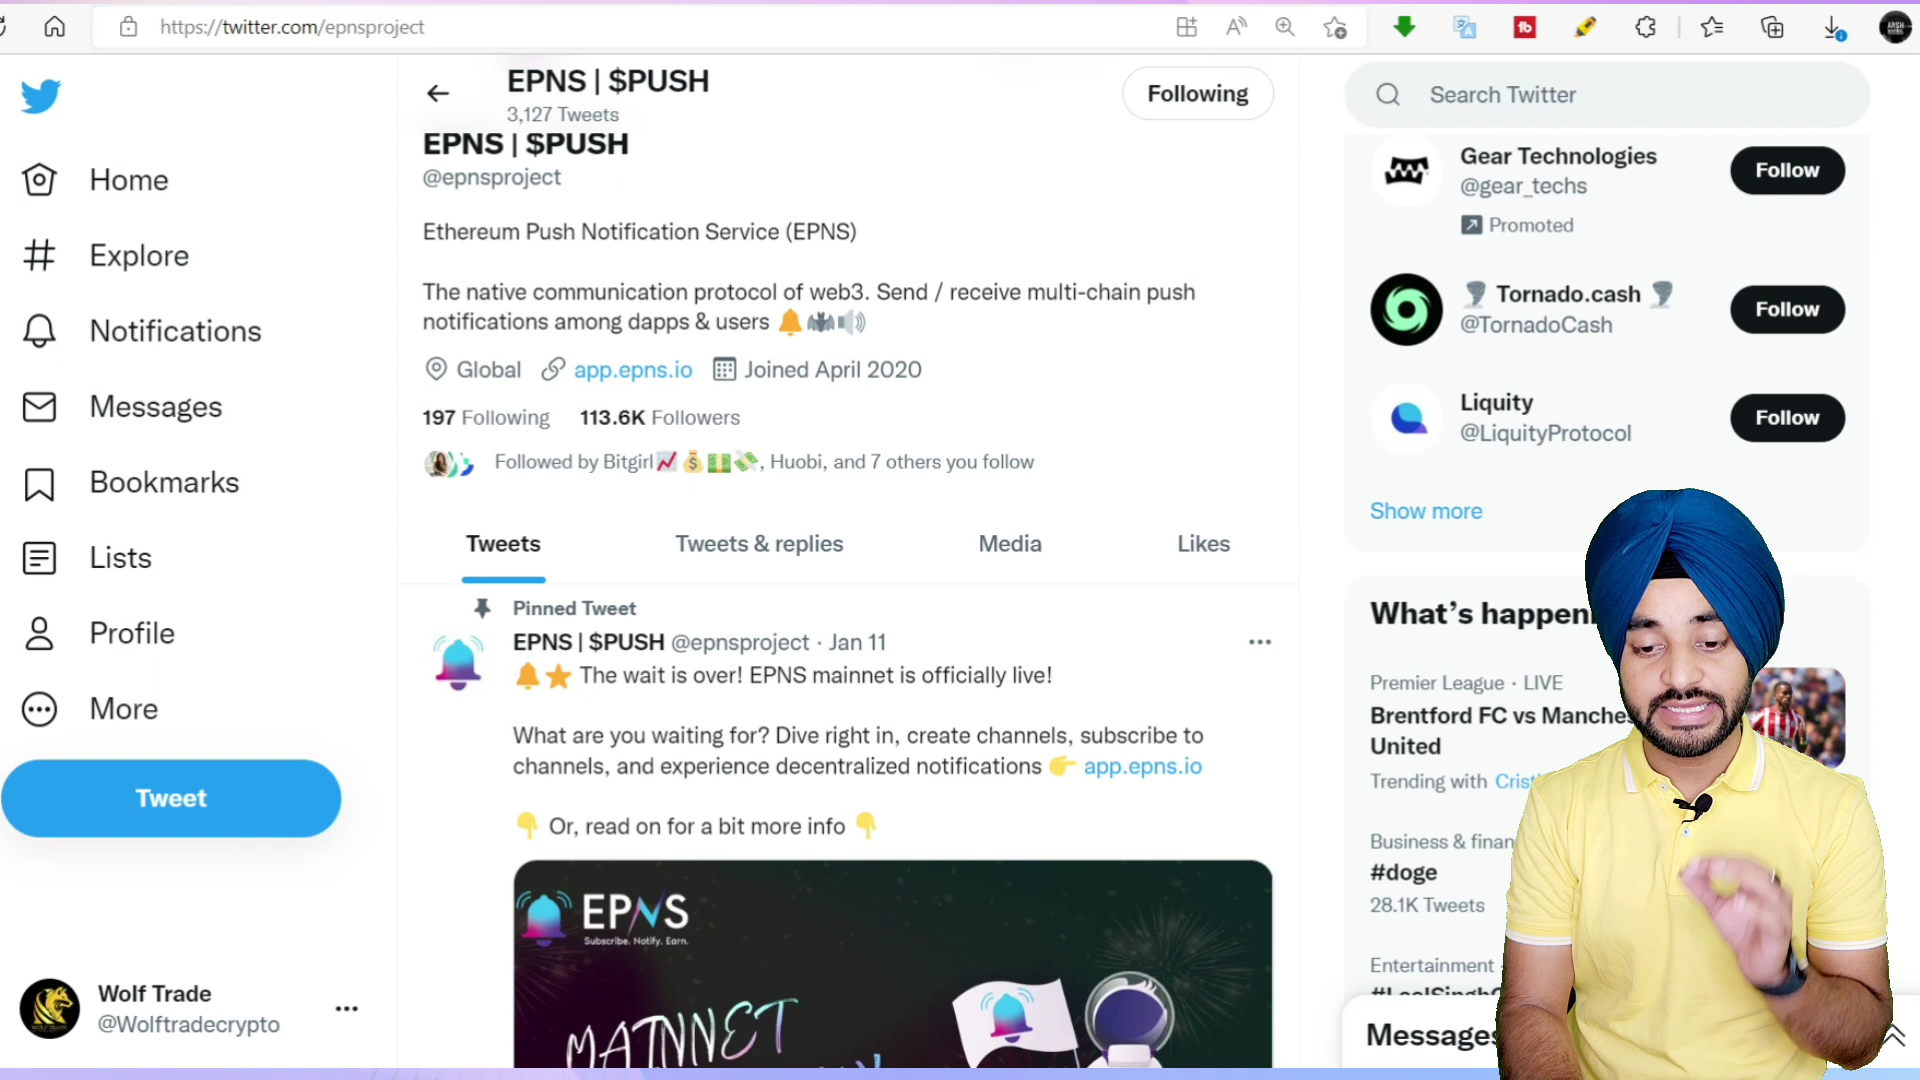 https://twitter.com/epnsproject
EPNS | $PUSH
3,127 Tweets
Following
Search Twitter
Home
Explore
Notifications
Messages
Bookmarks
Lists
Profile
More
Tweet
Wolf Trade
@Wolftradecrypto
EPNS | $PUSH
@epnsproject
Ethereum Push Notification Service (EPNS)
The native communication protocol of web3. Send / receive multi-chain push
notifications among dapps & users 🔔🦇🔊
Global app.epns.io Joined April 2020
197 Following 113.6K Followers
Followed by Bitgirl📈💰💵💸, Huobi, and 7 others you follow
Tweets Tweets & replies Media Likes
Pinned Tweet
EPNS | $PUSH @epnsproject · Jan 11
🔔⭐ The wait is over! EPNS mainnet is officially live!
What are you waiting for? Dive right in, create channels, subscribe to
channels, and experience decentralized notifications 👉 app.epns.io
👇 Or, read on for a bit more info 👇
EPNS
Subscribe. Notify. Earn.
MAINNET
Gear Technologies
@gear_techs
Follow
Promoted
🌪️ Tornado.cash 🌪️
@TornadoCash
Follow
Liquity
@LiquityProtocol
Follow
Show more
What's happeni
Premier League · LIVE
Brentford FC vs Manches
United
Trending with Crist
Business & finan
#doge
28.1K Tweets
Entertainment
Messages